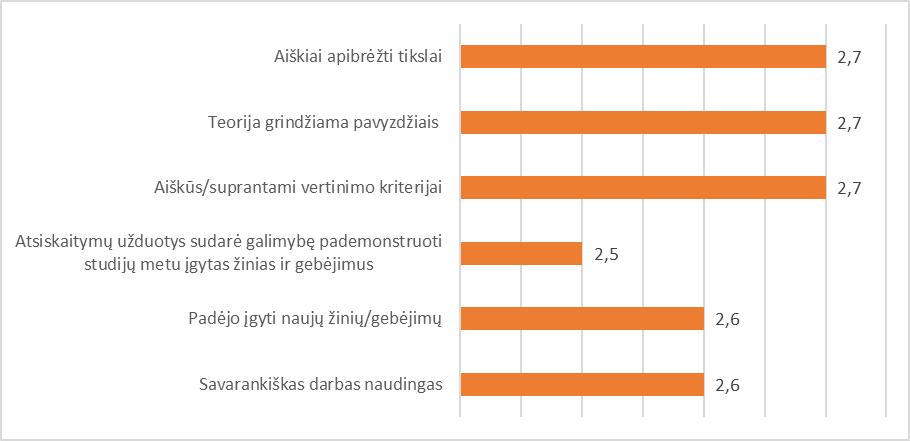 Aiškiai apibrėžti tikslai
2,7
Teorija grindžiama pavyzdžiais
2,7
Aiškūs/suprantami vertinimo kriterijai
2,7
Atsiskaitymų užduotys sudarė galimybę pademonstruoti
studijų metu įgytas žinias ir gebėjimus
2,5
Padėjo įgyti naujų žinių/gebėjimų
2,6
Savarankiškas darbas naudingas
2,6